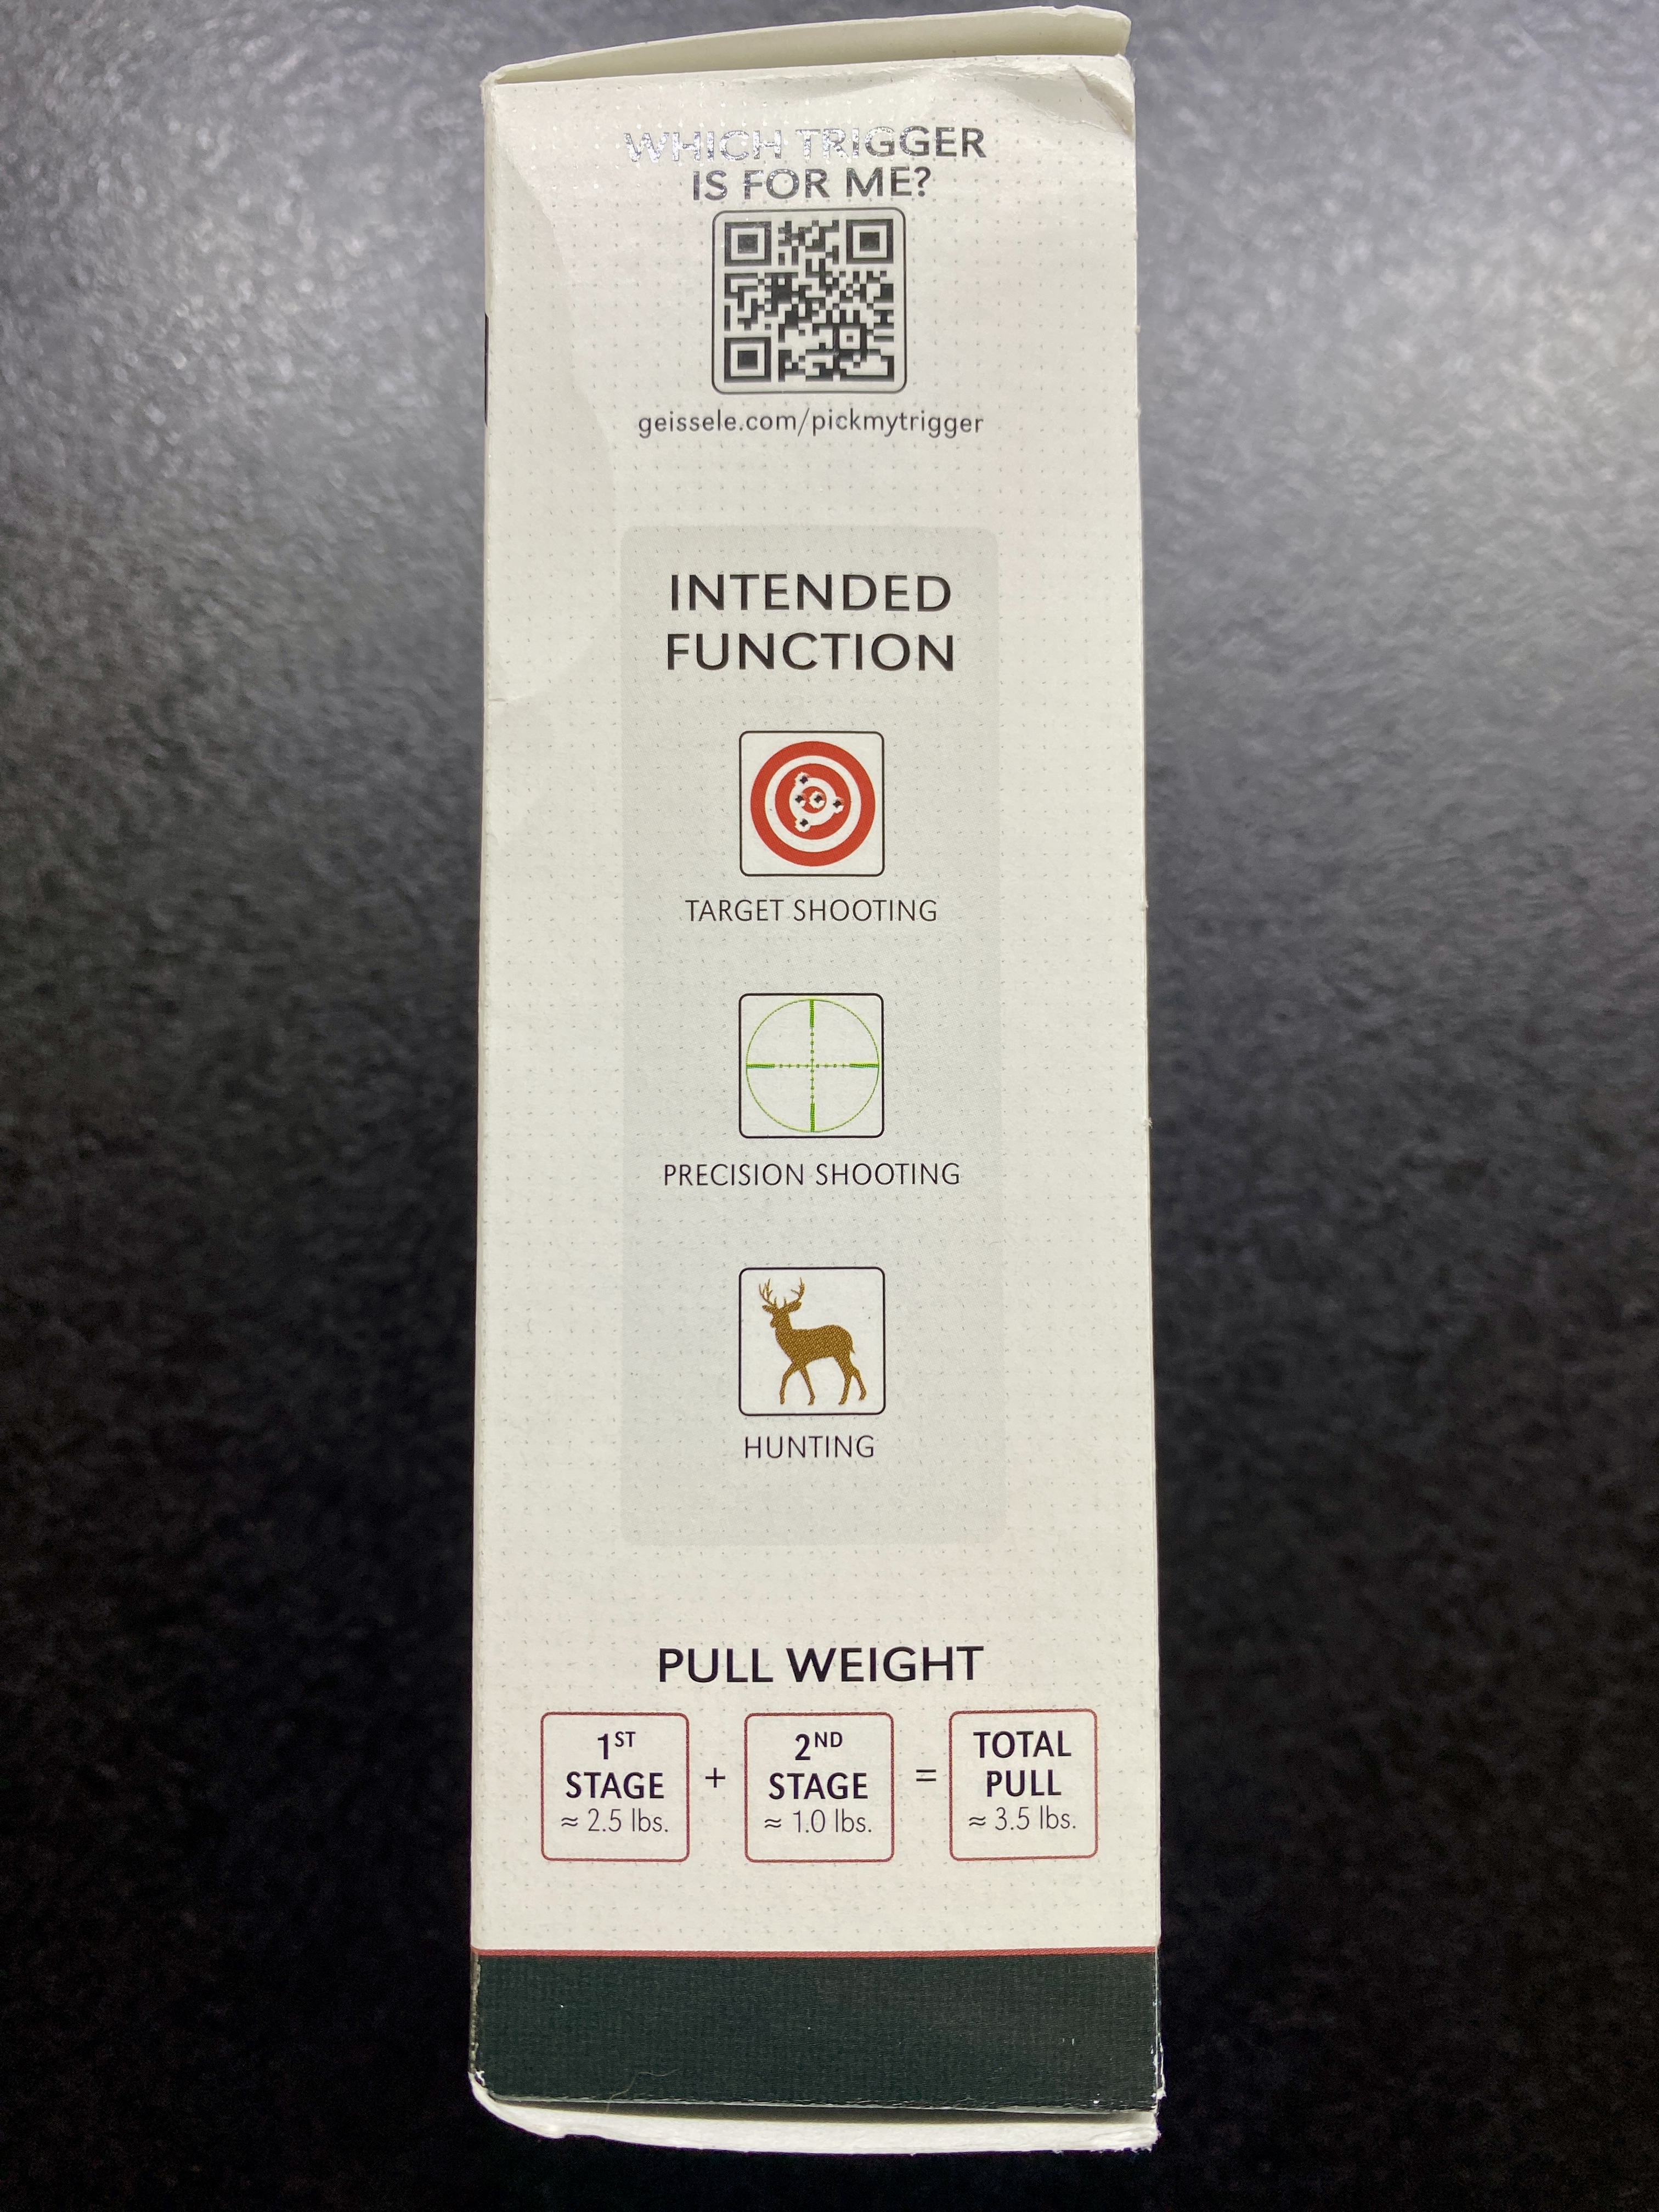 WHICH TRIGGER
IS FOR ME?
geissele.com/pickmytrigger
INTENDED
FUNCTION
TARGET SHOOTING
PRECISION SHOOTING
HUNTING
PULL WEIGHT
1ST
STAGE
≈ 2.5 lbs.
+
2ND
STAGE
≈ 1.0 lbs.
=
TOTAL
PULL
≈ 3.5 lbs.